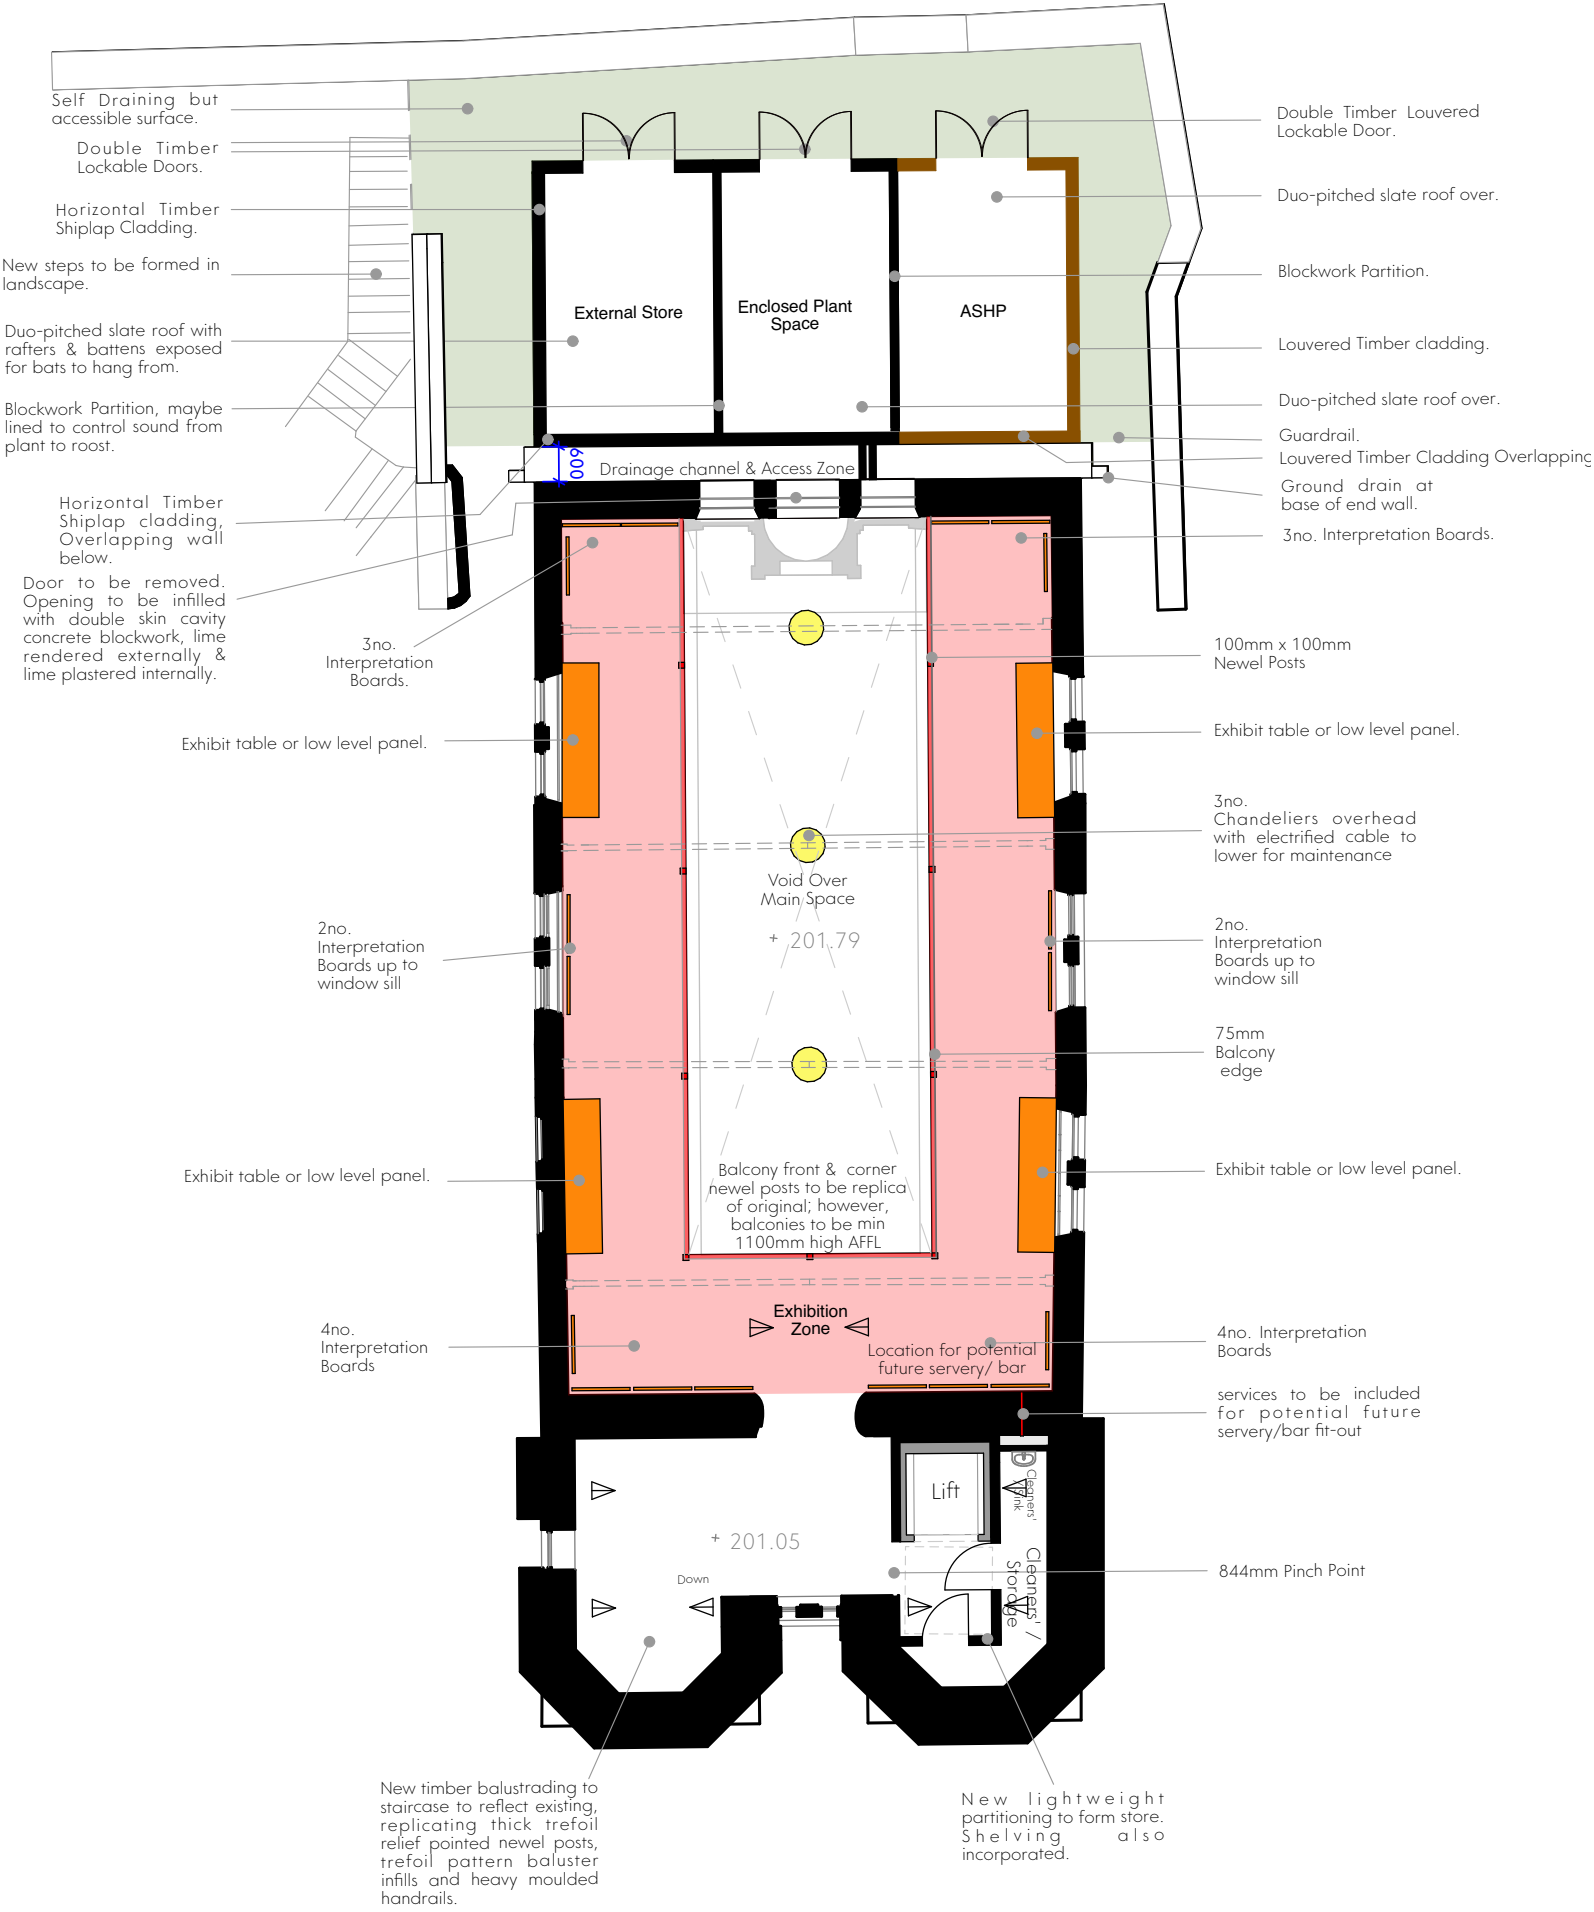 Self Draining but
accessible surface.
Double Timber
Lockable Doors.
Horizontal Timber
Shiplap Cladding.
New steps to be formed in
landscape.
Duo-pitched slate roof with
rafters & battens exposed
for bats to hang from.
Blockwork Partition, maybe
lined to control sound from
plant to roost.
Horizontal Timber
Shiplap cladding,
Overlapping wall
below.
Door to be removed.
Opening to be infilled
with double skin cavity
concrete blockwork, lime
rendered externally &
lime plastered internally.
3no.
Interpretation
Boards.
Exhibit table or low level panel.
2no.
Interpretation
Boards up to
window sill
Exhibit table or low level panel.
4no.
Interpretation
Boards
External Store
Enclosed Plant
Space
ASHP
600
Drainage channel & Access Zone
Void Over
Main Space
+ 201.79
Balcony front & corner
newel posts to be replica
of original; however,
balconies to be min
1100mm high AFFL
Exhibition
Zone
Location for potential
future servery/ bar
Lift
Cleaners'
Sink
Cleaners' /
Storage
+ 201.05
Down
Double Timber Louvered
Lockable Door.
Duo-pitched slate roof over.
Blockwork Partition.
Louvered Timber cladding.
Duo-pitched slate roof over.
Guardrail.
Louvered Timber Cladding Overlapping
Ground drain at
base of end wall.
3no. Interpretation Boards.
100mm x 100mm
Newel Posts
Exhibit table or low level panel.
3no.
Chandeliers overhead
with electrified cable to
lower for maintenance
2no.
Interpretation
Boards up to
window sill
75mm
Balcony
edge
Exhibit table or low level panel.
4no. Interpretation
Boards
services to be included
for potential future
servery/bar fit-out
844mm Pinch Point
New timber balustrading to
staircase to reflect existing,
replicating thick trefoil
relief pointed newel posts,
trefoil pattern baluster
infills and heavy moulded
handrails.
New lightweight
partitioning to form store.
Shelving also
incorporated.